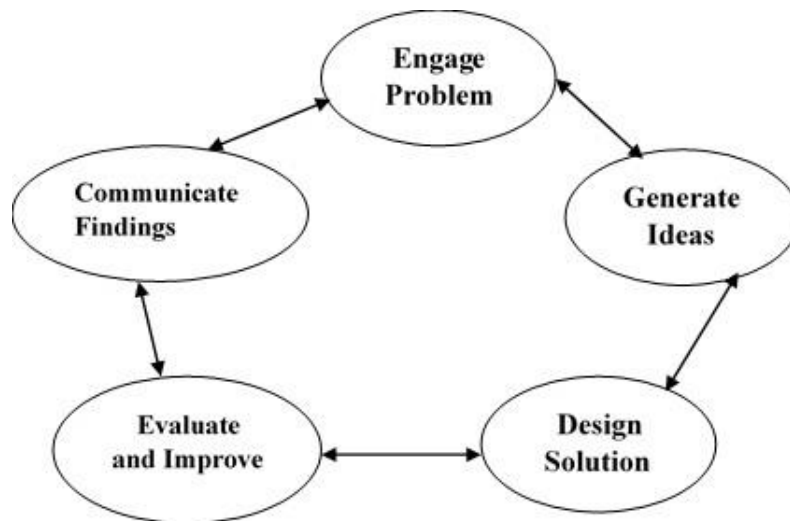 Engage
Problem
Generate
Ideas
Design
Solution
Evaluate
and Improve
Communicate
Findings